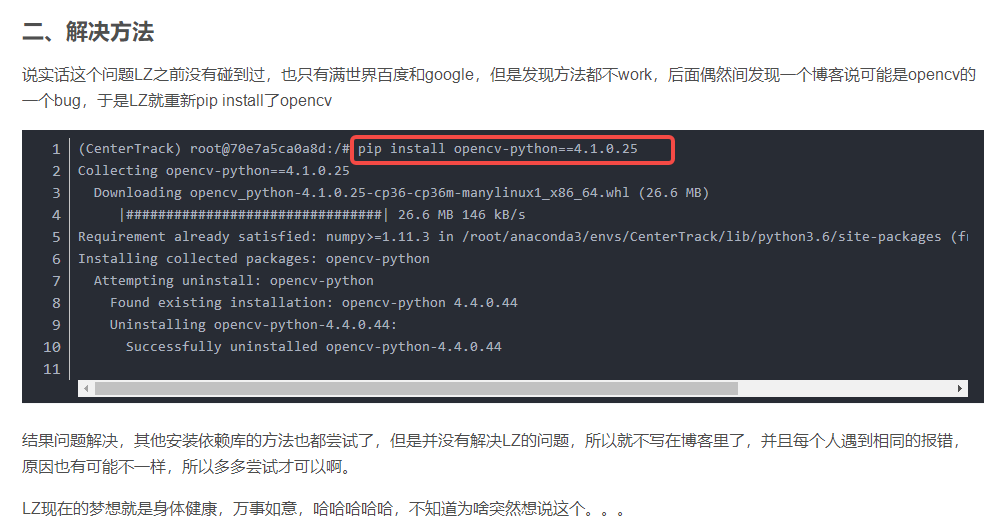 二、解决方法
说实话这个问题LZ之前没有碰到过，也只有满世界百度和google，但是发现方法都不work，后面偶然间发现一个博客说可能是opencv的
一个bug，于是LZ就重新pip install了opencv
1 (CenterTrack) root@70e7a5ca0a8d:/# pip install opencv-python==4.1.0.25
2 Collecting opencv-python==4.1.0.25
3   Downloading opencv_python-4.1.0.25-cp36-cp36m-manylinux1_x86_64.whl (26.6 MB)
4      |################################| 26.6 MB 146 kB/s
5 Requirement already satisfied: numpy>=1.11.3 in /root/anaconda3/envs/CenterTrack/lib/python3.6/site-packages (fr
6 Installing collected packages: opencv-python
7   Attempting uninstall: opencv-python
8     Found existing installation: opencv-python 4.4.0.44
9     Uninstalling opencv-python-4.4.0.44:
10       Successfully uninstalled opencv-python-4.4.0.44
11
结果问题解决，其他安装依赖库的方法也都尝试了，但是并没有解决LZ的问题，所以就不写在博客里了，并且每个人遇到相同的报错，
原因也有可能不一样，所以多多尝试才可以啊。
LZ现在的梦想就是身体健康，万事如意，哈哈哈哈哈，不知道为啥突然想说这个。。。